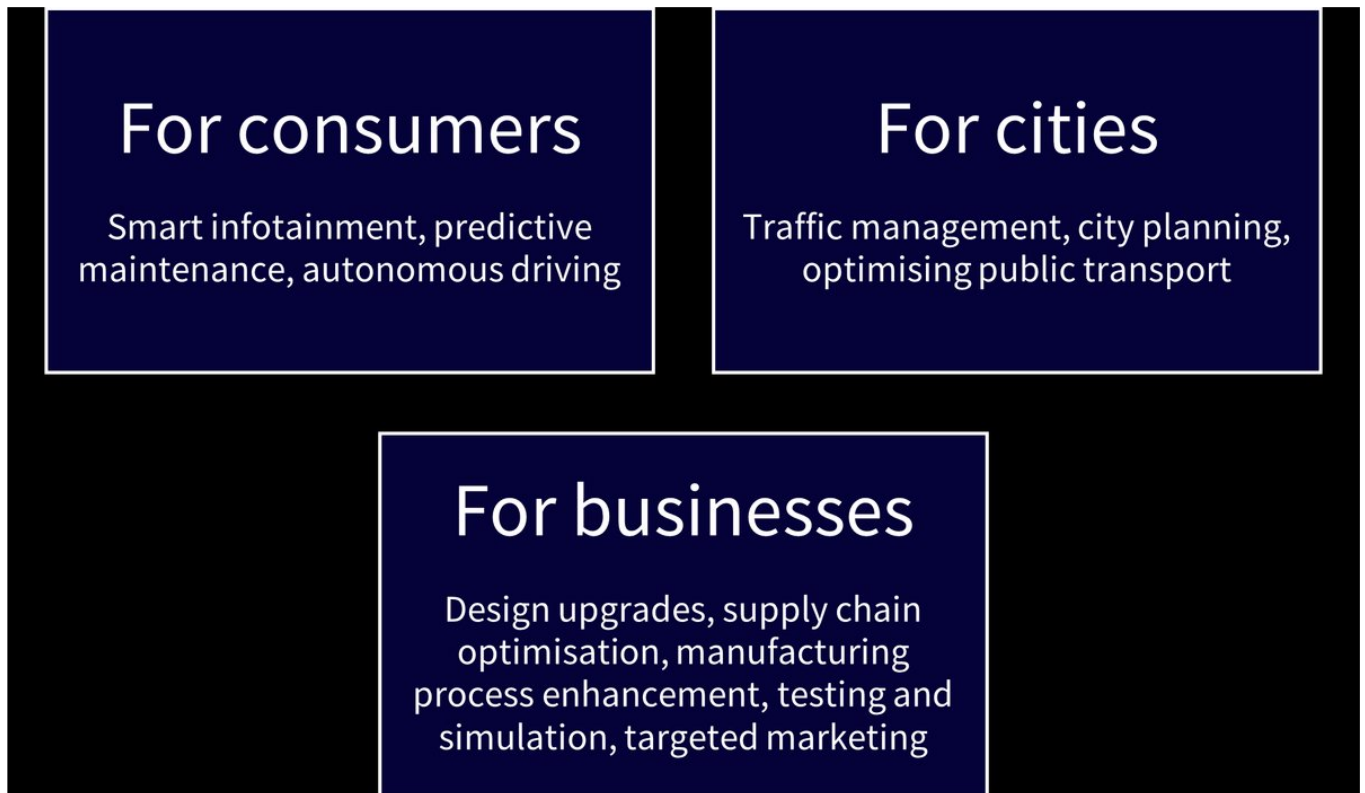 For consumers
Smart infotainment, predictive
maintenance, autonomous driving
For cities
Traffic management, city planning,
optimising public transport
For businesses
Design upgrades, supply chain
optimisation, manufacturing
process enhancement, testing and
simulation, targeted marketing